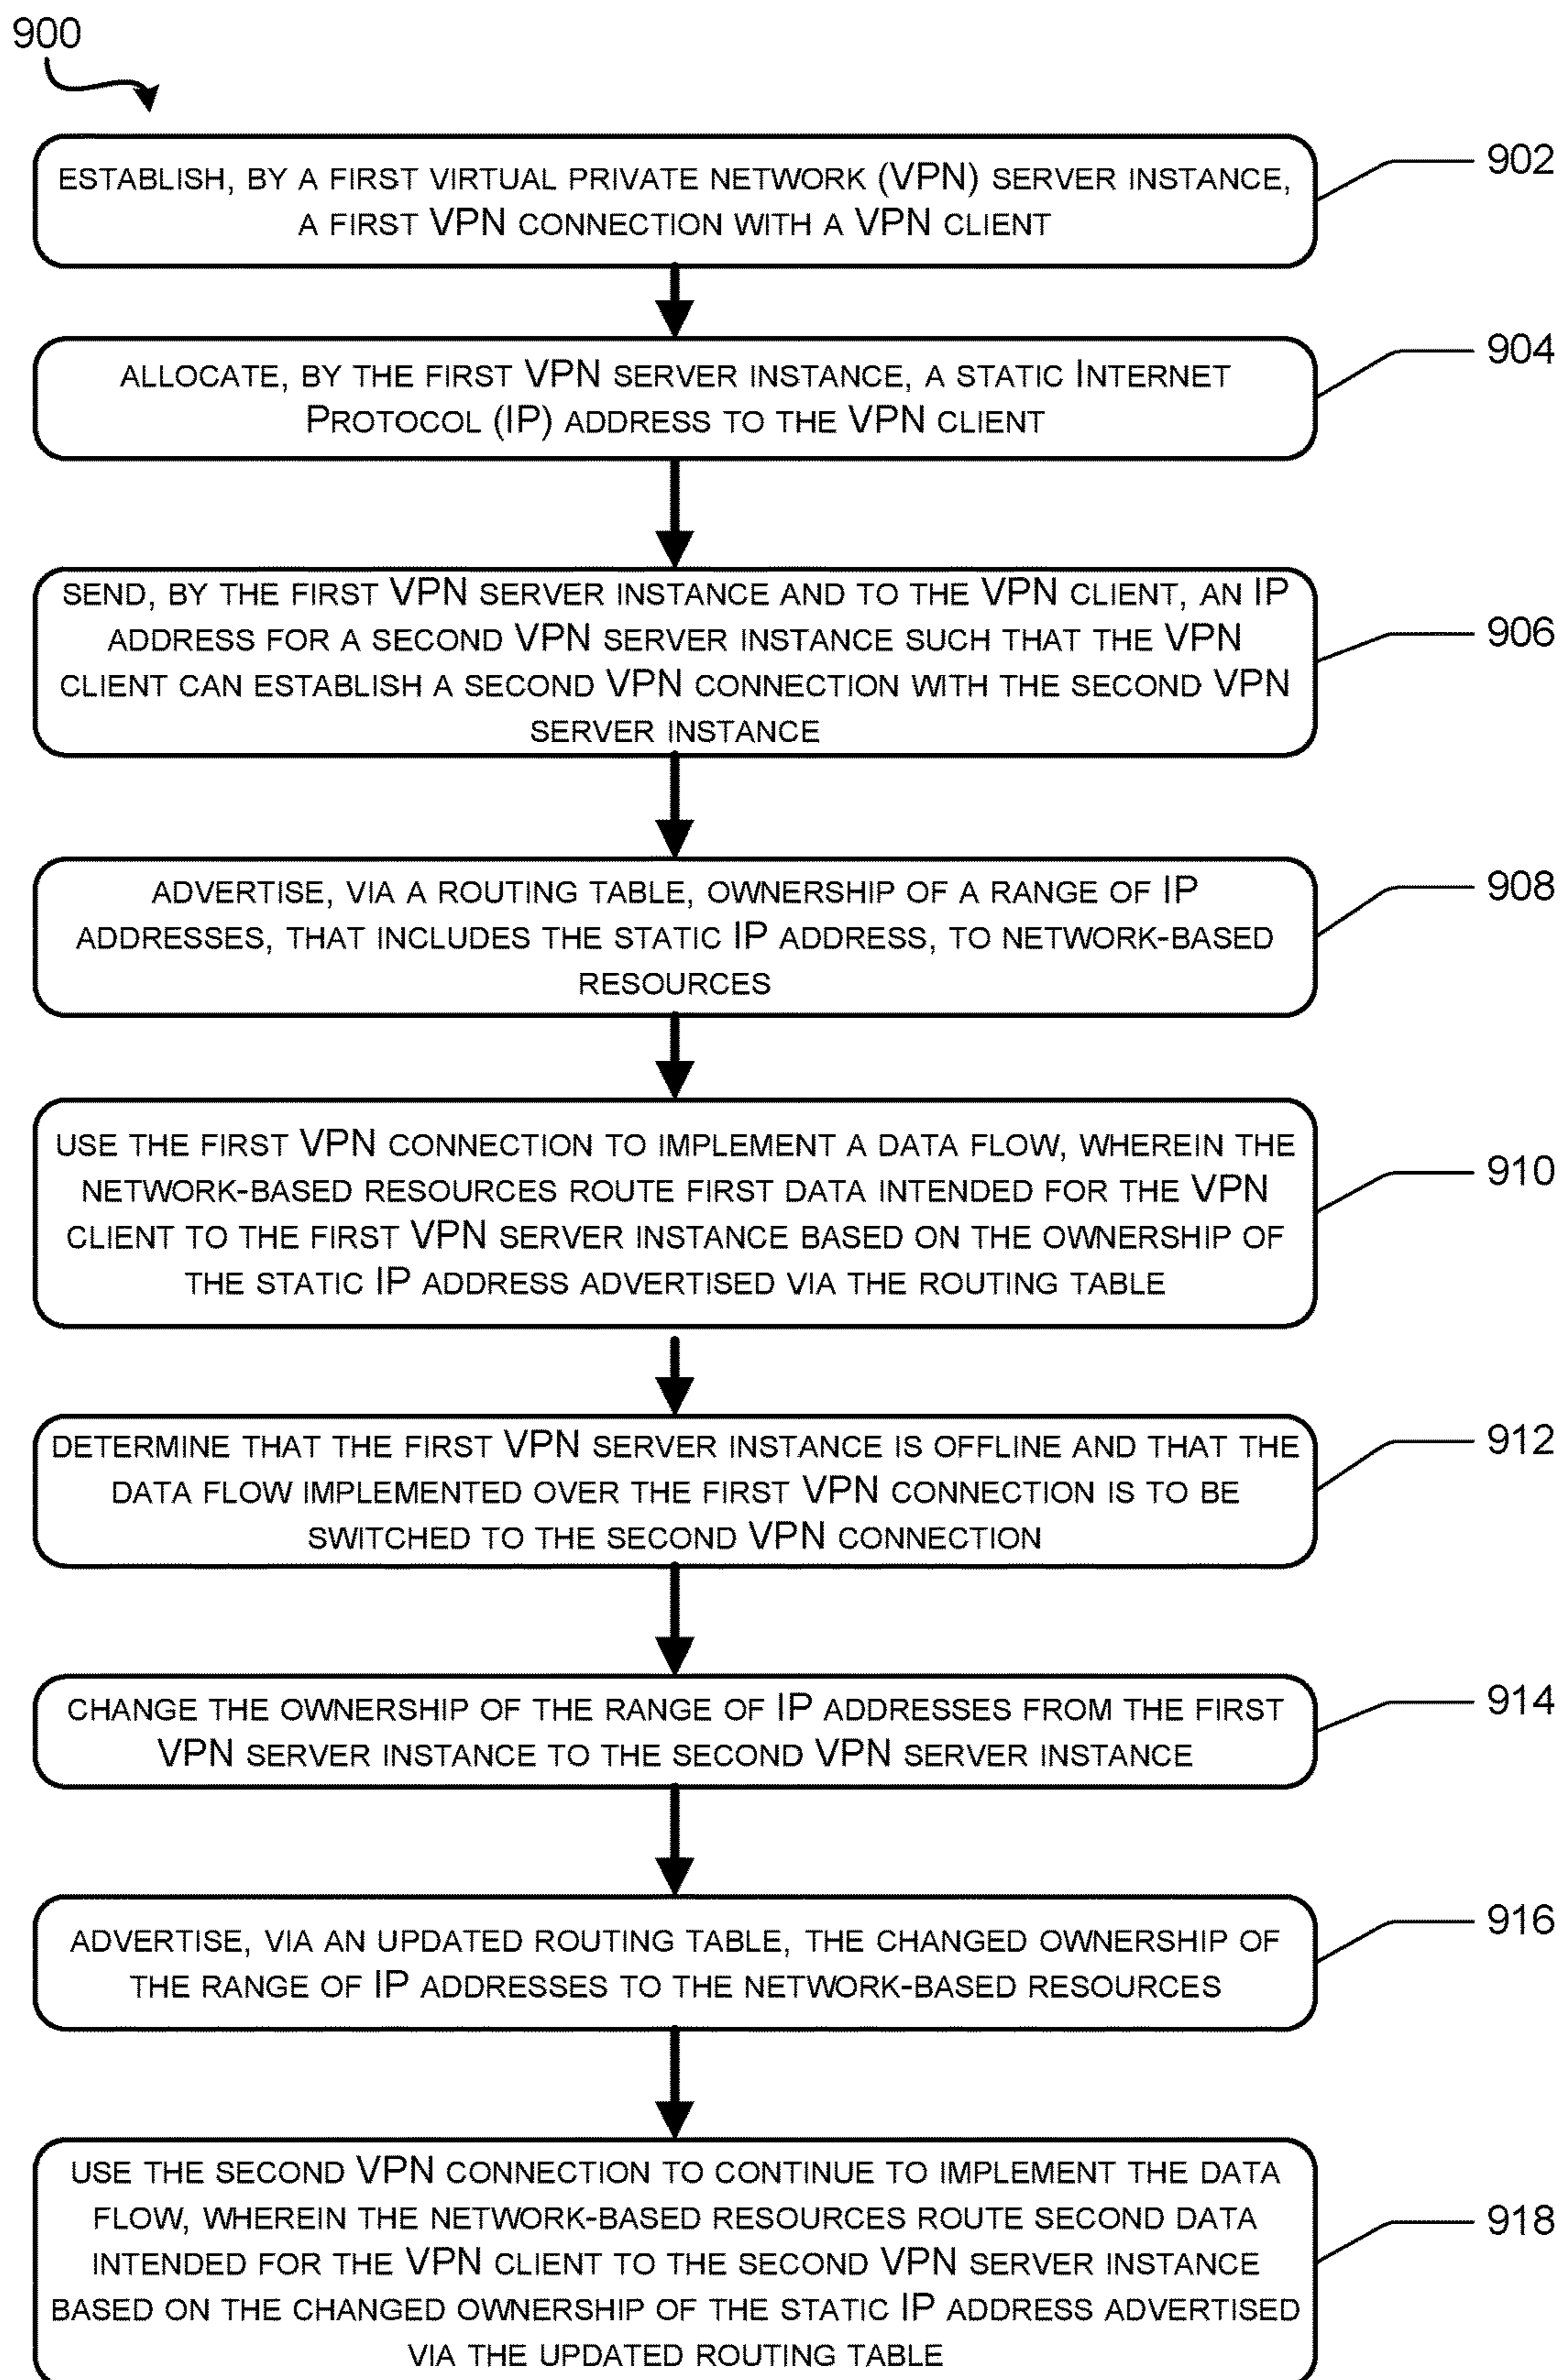 900
ESTABLISH, BY A FIRST VIRTUAL PRIVATE NETWORK (VPN) SERVER INSTANCE,
A FIRST VPN CONNECTION WITH A VPN CLIENT
902
ALLOCATE, BY THE FIRST VPN SERVER INSTANCE, A STATIC INTERNET
PROTOCOL (IP) ADDRESS TO THE VPN CLIENT
904
SEND, BY THE FIRST VPN SERVER INSTANCE AND TO THE VPN CLIENT, AN IP
ADDRESS FOR A SECOND VPN SERVER INSTANCE SUCH THAT THE VPN
CLIENT CAN ESTABLISH A SECOND VPN CONNECTION WITH THE SECOND VPN
SERVER INSTANCE
906
ADVERTISE, VIA A ROUTING TABLE, OWNERSHIP OF A RANGE OF IP
ADDRESSES, THAT INCLUDES THE STATIC IP ADDRESS, TO NETWORK-BASED
RESOURCES
908
USE THE FIRST VPN CONNECTION TO IMPLEMENT A DATA FLOW, WHEREIN THE
NETWORK-BASED RESOURCES ROUTE FIRST DATA INTENDED FOR THE VPN
CLIENT TO THE FIRST VPN SERVER INSTANCE BASED ON THE OWNERSHIP OF
THE STATIC IP ADDRESS ADVERTISED VIA THE ROUTING TABLE
910
DETERMINE THAT THE FIRST VPN SERVER INSTANCE IS OFFLINE AND THAT THE
DATA FLOW IMPLEMENTED OVER THE FIRST VPN CONNECTION IS TO BE
SWITCHED TO THE SECOND VPN CONNECTION
912
CHANGE THE OWNERSHIP OF THE RANGE OF IP ADDRESSES FROM THE FIRST
VPN SERVER INSTANCE TO THE SECOND VPN SERVER INSTANCE
914
ADVERTISE, VIA AN UPDATED ROUTING TABLE, THE CHANGED OWNERSHIP OF
THE RANGE OF IP ADDRESSES TO THE NETWORK-BASED RESOURCES
916
USE THE SECOND VPN CONNECTION TO CONTINUE TO IMPLEMENT THE DATA
FLOW, WHEREIN THE NETWORK-BASED RESOURCES ROUTE SECOND DATA
INTENDED FOR THE VPN CLIENT TO THE SECOND VPN SERVER INSTANCE
BASED ON THE CHANGED OWNERSHIP OF THE STATIC IP ADDRESS ADVERTISED
VIA THE UPDATED ROUTING TABLE
918